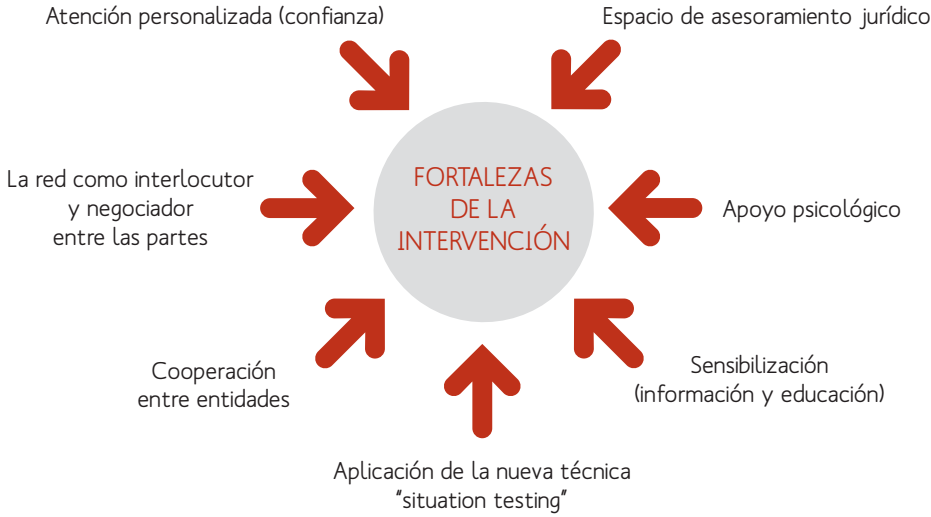 Atención personalizada (confianza)
Espacio de asesoramiento jurídico
La red como interlocutor
y negociador
entre las partes
FORTALEZAS
DE LA
INTERVENCIÓN
Apoyo psicológico
Cooperación
entre entidades
Sensibilización
(información y educación)
Aplicación de la nueva técnica
"situation testing"